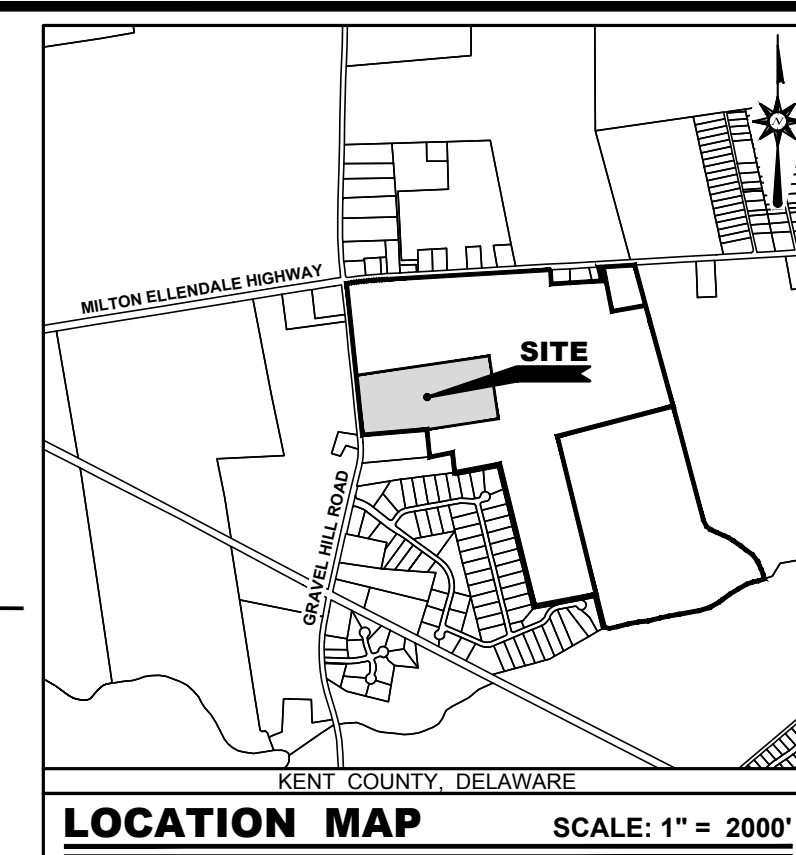 N
MILTON ELLENDALE HIGHWAY
SITE
GRAVEL HILL ROAD
KENT COUNTY, DELAWARE
LOCATION MAP SCALE: 1" = 2000'